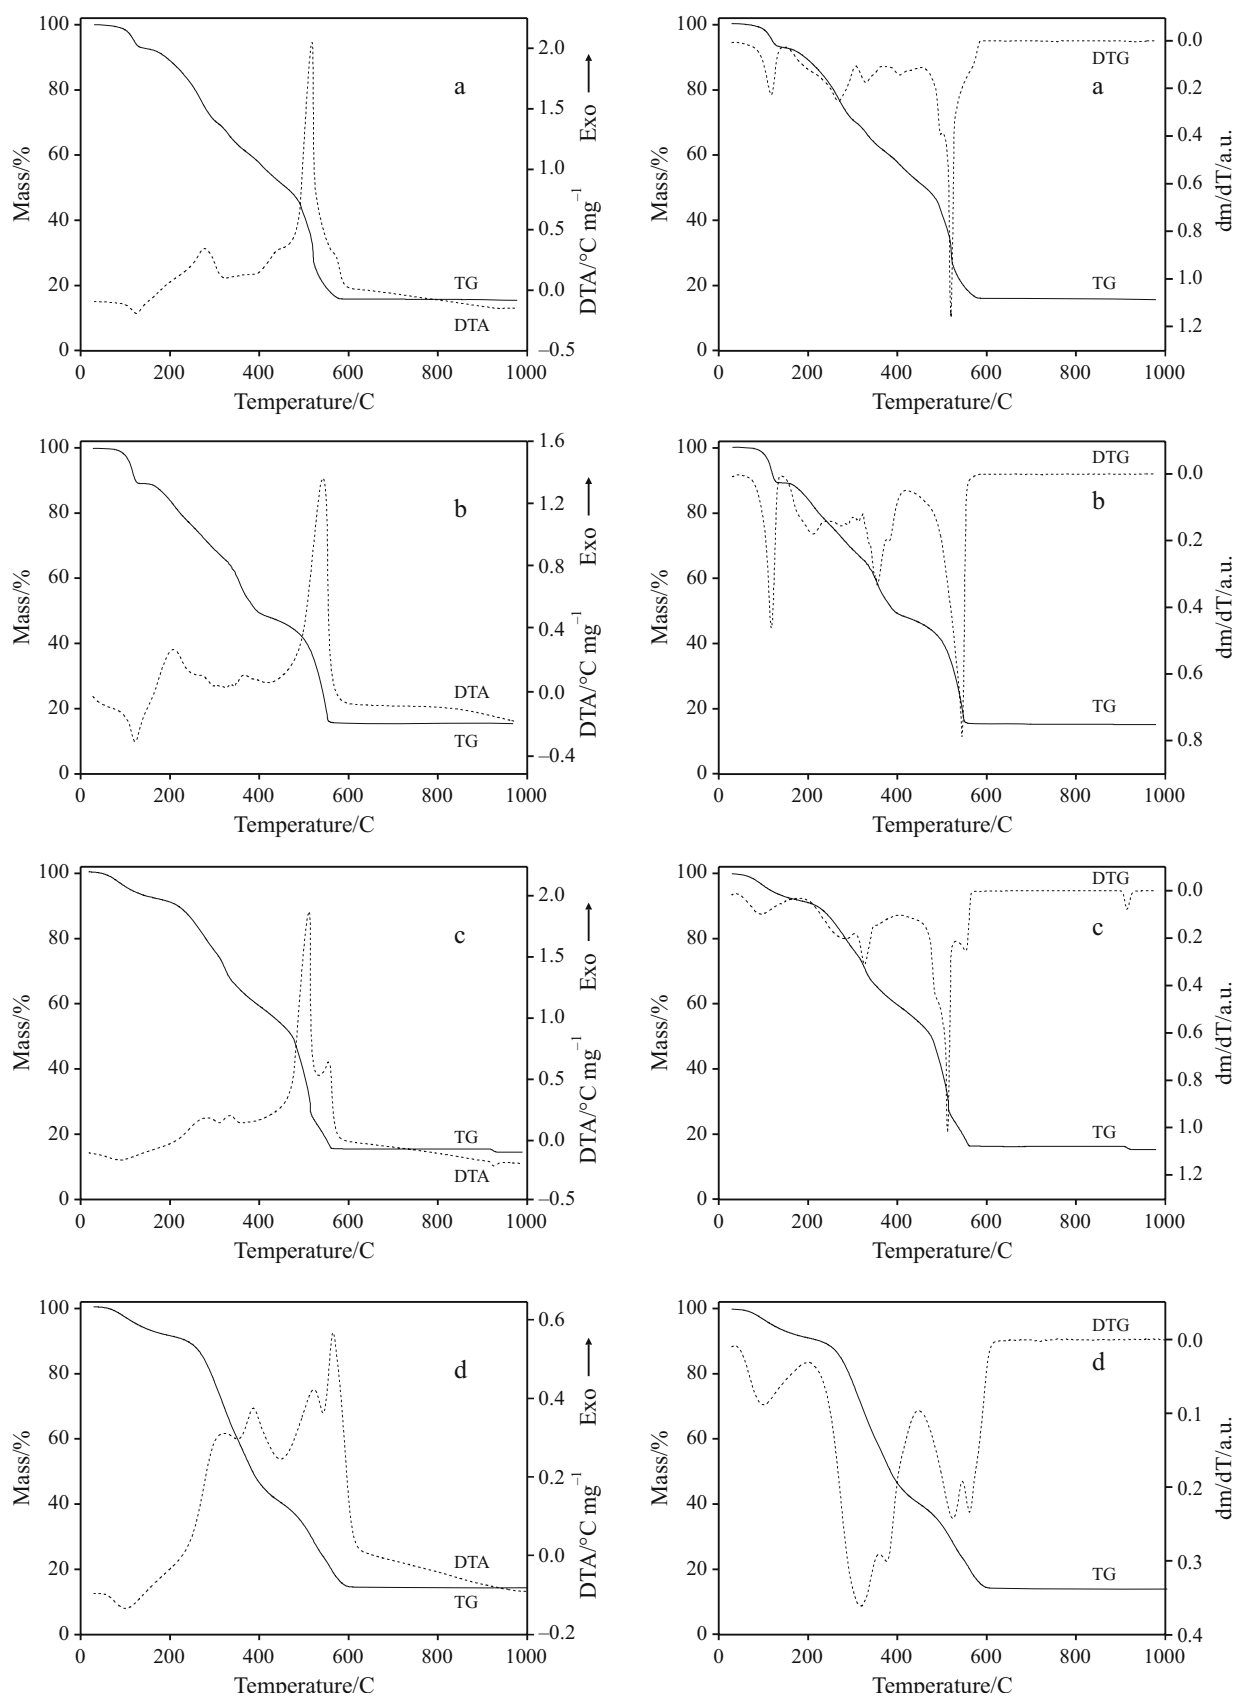 100
80
60
40
20
0
Mass/%
a
TG
DTA
2.0
1.5
1.0
0.5
0.0
–0.5
Exo
DTA/°C mg–1
0 200 400 600 800 1000
Temperature/C
100
80
60
40
20
0
Mass/%
DTG
a
TG
0.0
0.2
0.4
0.6
0.8
1.0
1.2
dm/dT/a.u.
0 200 400 600 800 1000
Temperature/C
100
80
60
40
20
0
Mass/%
b
DTA
TG
1.6
1.2
0.8
0.4
0.0
–0.4
Exo
DTA/°C mg–1
0 200 400 600 800 1000
Temperature/C
100
80
60
40
20
0
Mass/%
DTG
b
TG
0.0
0.2
0.4
0.6
0.8
dm/dT/a.u.
0 200 400 600 800 1000
Temperature/C
100
80
60
40
20
0
Mass/%
c
TG
DTA
2.0
1.5
1.0
0.5
0.0
–0.5
Exo
DTA/°C mg–1
0 200 400 600 800 1000
Temperature/C
100
80
60
40
20
0
Mass/%
DTG
c
TG
0.0
0.2
0.4
0.6
0.8
1.0
1.2
dm/dT/a.u.
0 200 400 600 800 1000
Temperature/C
100
80
60
40
20
0
Mass/%
d
DTA
TG
0.6
0.4
0.2
0.0
–0.2
Exo
DTA/°C mg–1
0 200 400 600 800 1000
Temperature/C
100
80
60
40
20
0
Mass/%
DTG
d
TG
0.0
0.1
0.2
0.3
0.4
dm/dT/a.u.
0 200 400 600 800 1000
Temperature/C